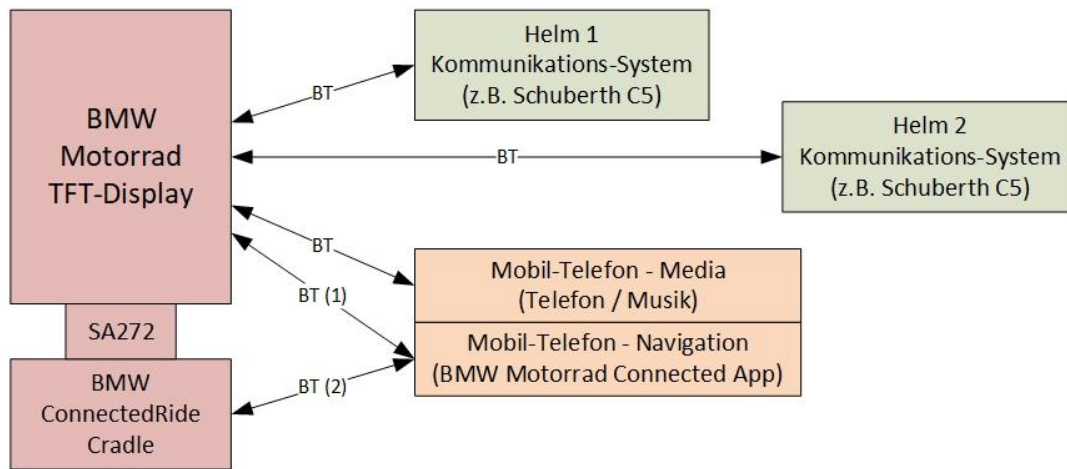 BMW
Motorrad
TFT-Display
SA272
BMW
ConnectedRide
Cradle
BT
BT
BT
BT (1)
BT (2)
Helm 1
Kommunikations-System
(z.B. Schuberth C5)
Helm 2
Kommunikations-System
(z.B. Schuberth C5)
Mobil-Telefon - Media
(Telefon / Musik)
Mobil-Telefon - Navigation
(BMW Motorrad Connected App)